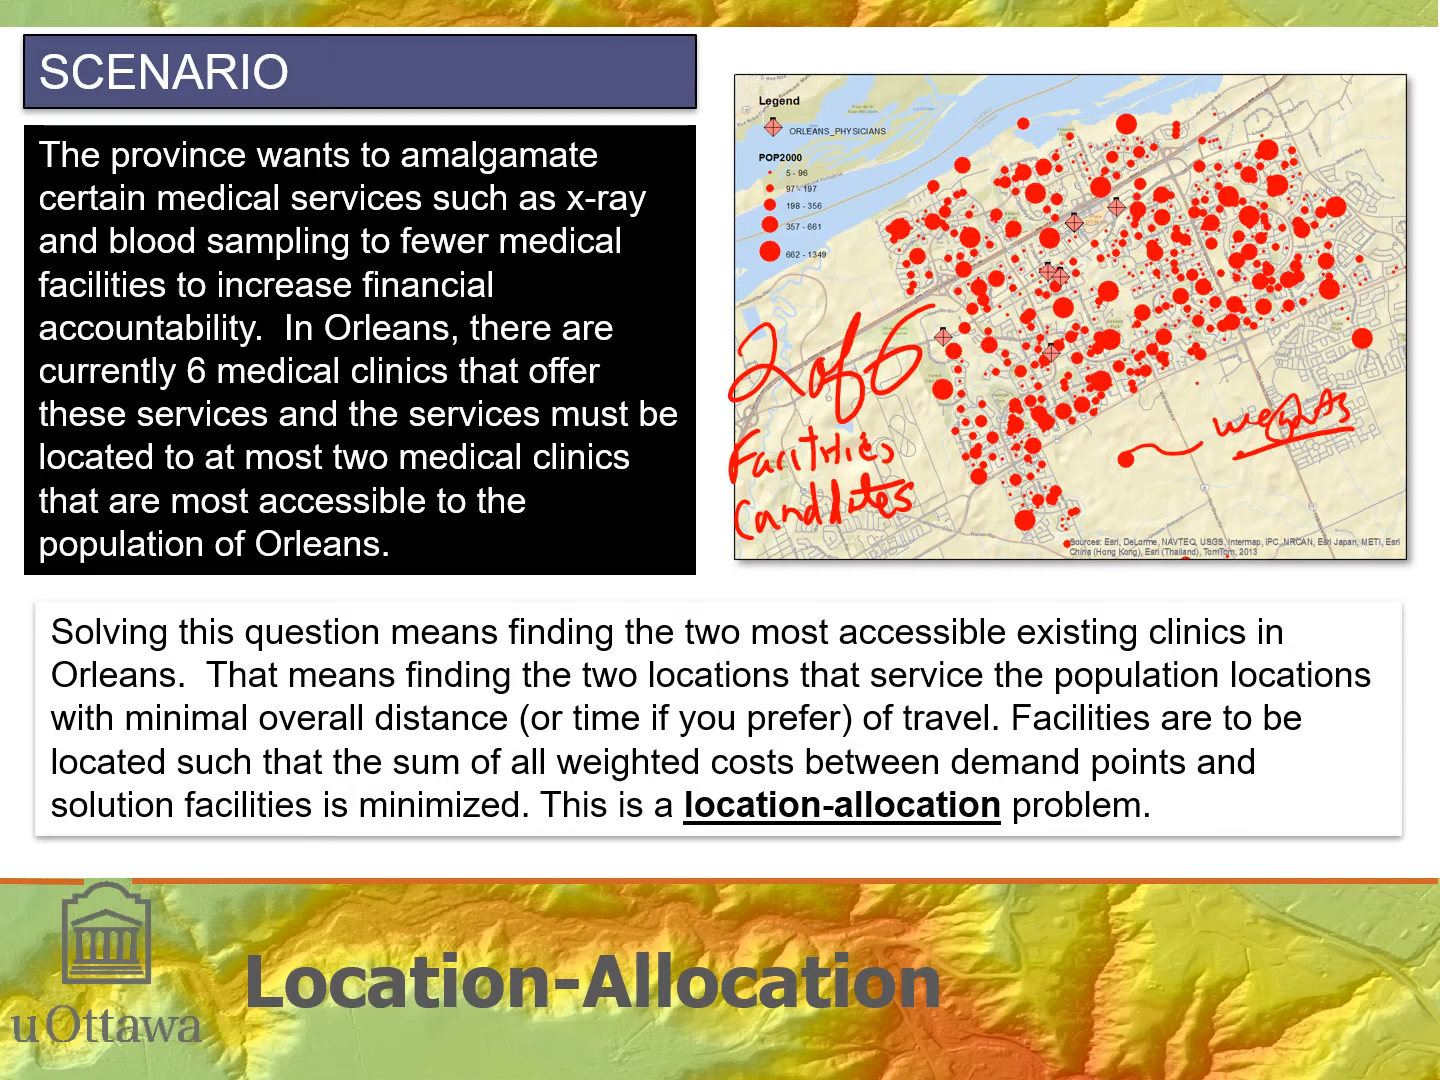 SCENARIO
The province wants to amalgamate
certain medical services such as x-ray
and blood sampling to fewer medical
facilities to increase financial
accountability.  In Orleans, there are
currently 6 medical clinics that offer
these services and the services must be
located to at most two medical clinics
that are most accessible to the
population of Orleans.
Legend
ORLEANS_PHYSICIANS
POP2000
5 - 96
97 - 197
198 - 356
357 - 661
662 - 1349
2 of 6
Facilities
Candidates
weights
Sources: Esri, DeLorme, NAVTEQ, USGS, Intermap, iPC, NRCAN, Esri Japan, METI, Esri
China (Hong Kong), Esri (Thailand), TomTom, 2013
Solving this question means finding the two most accessible existing clinics in
Orleans.  That means finding the two locations that service the population locations
with minimal overall distance (or time if you prefer) of travel. Facilities are to be
located such that the sum of all weighted costs between demand points and
solution facilities is minimized. This is a location-allocation problem.
uOttawa
Location-Allocation